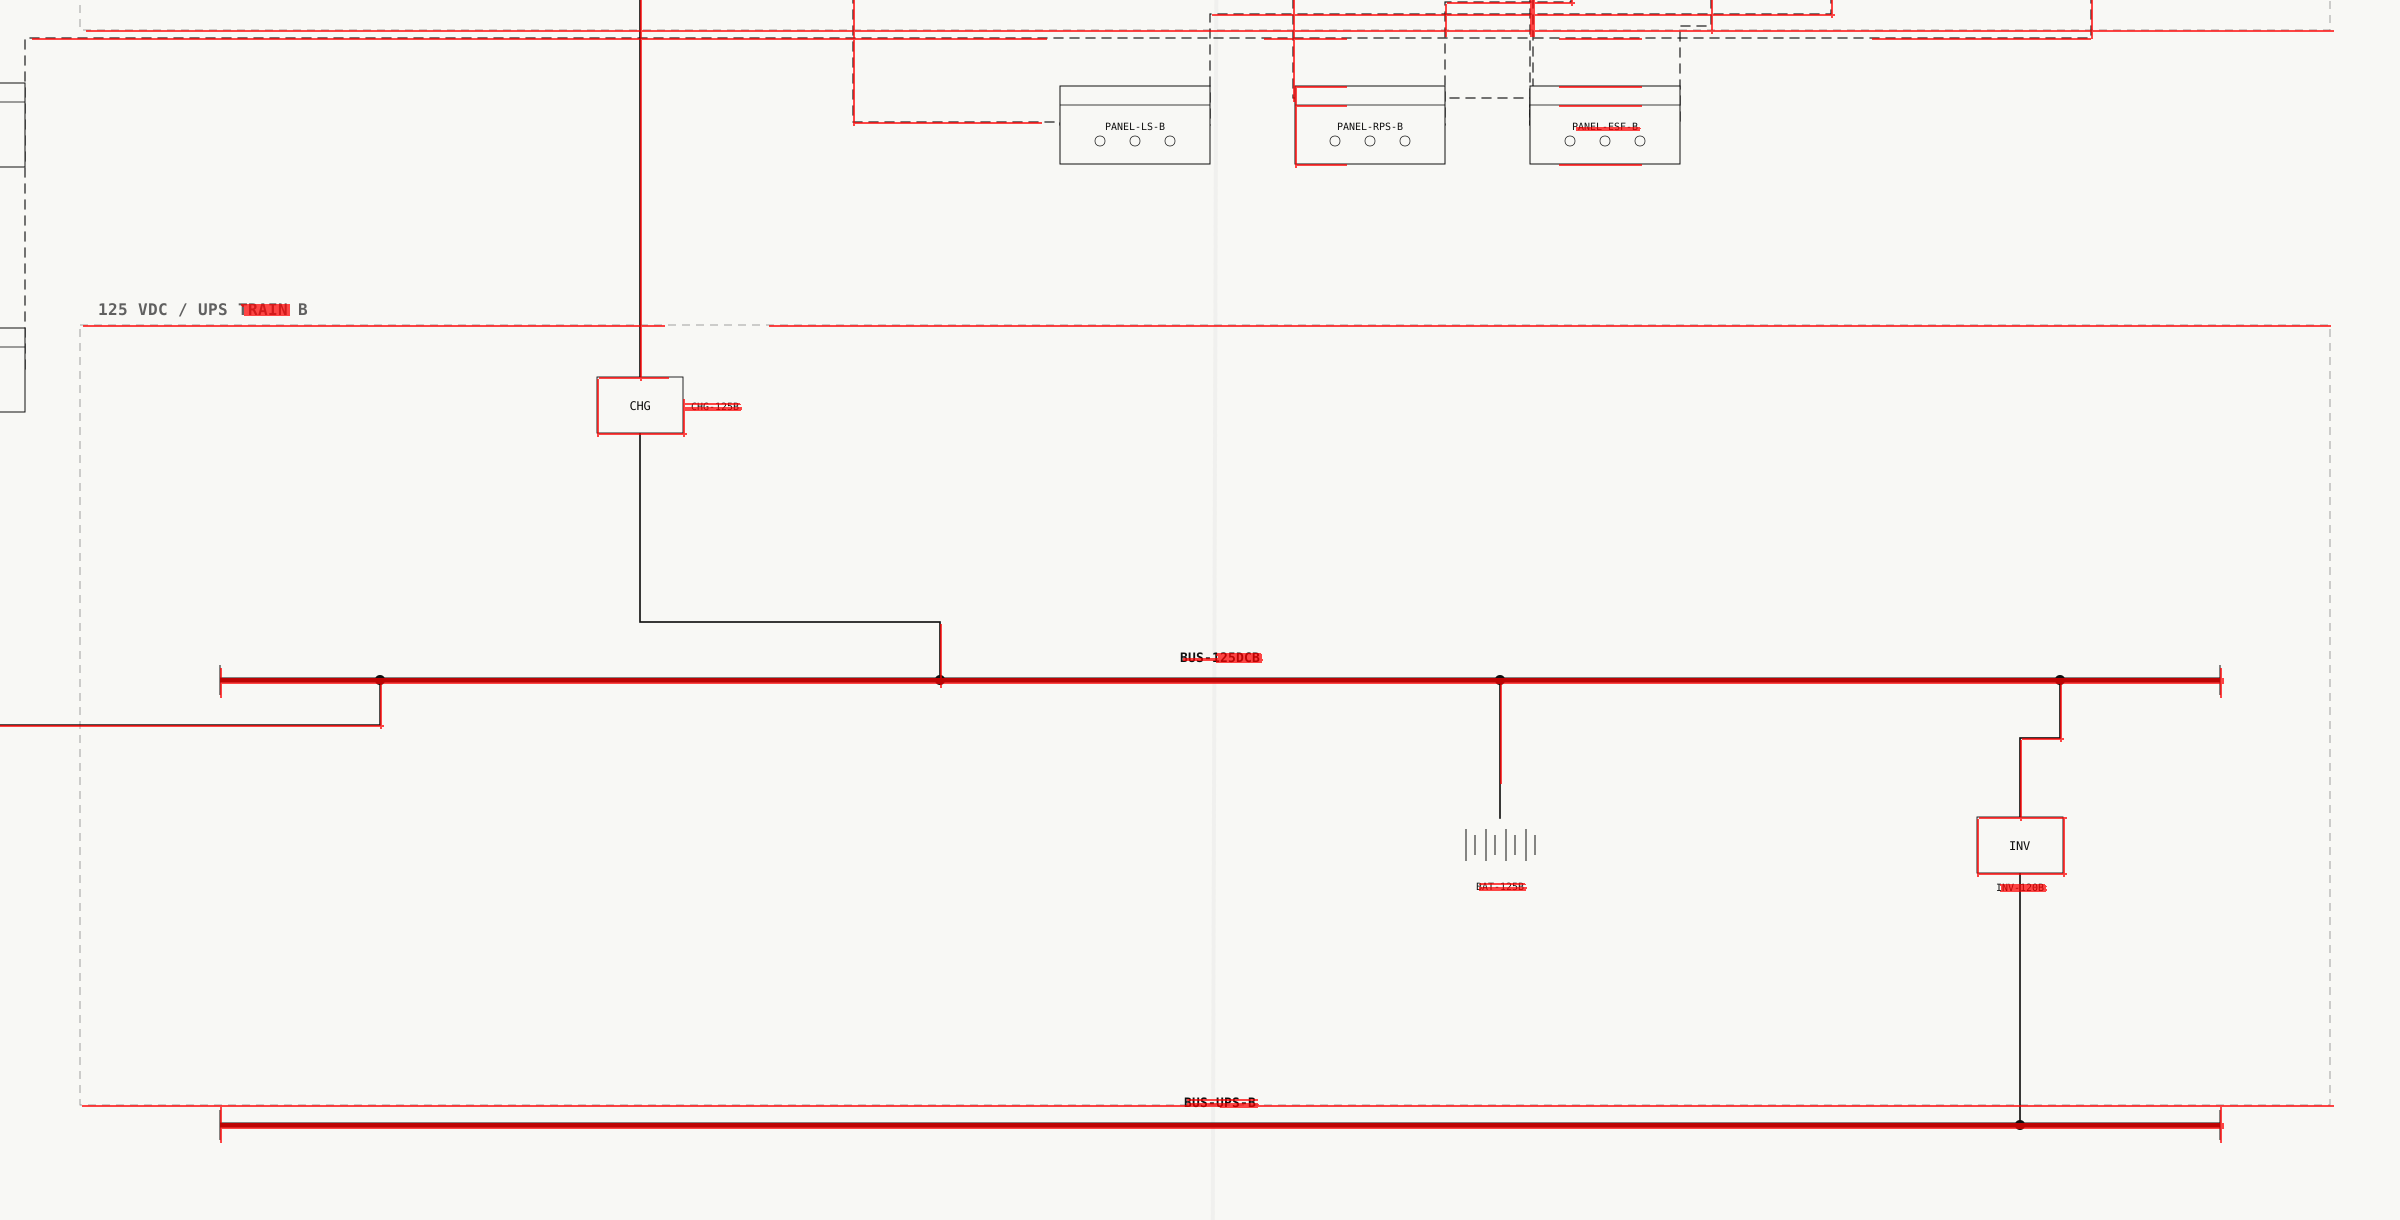 PANEL-LS-B
PANEL-RPS-B
PANEL-ESF-B
125 VDC / UPS TRAIN B
CHG
CHG-125B
BUS-125DCB
INV
BAT-125B
INV-120B
BUS-UPS-B